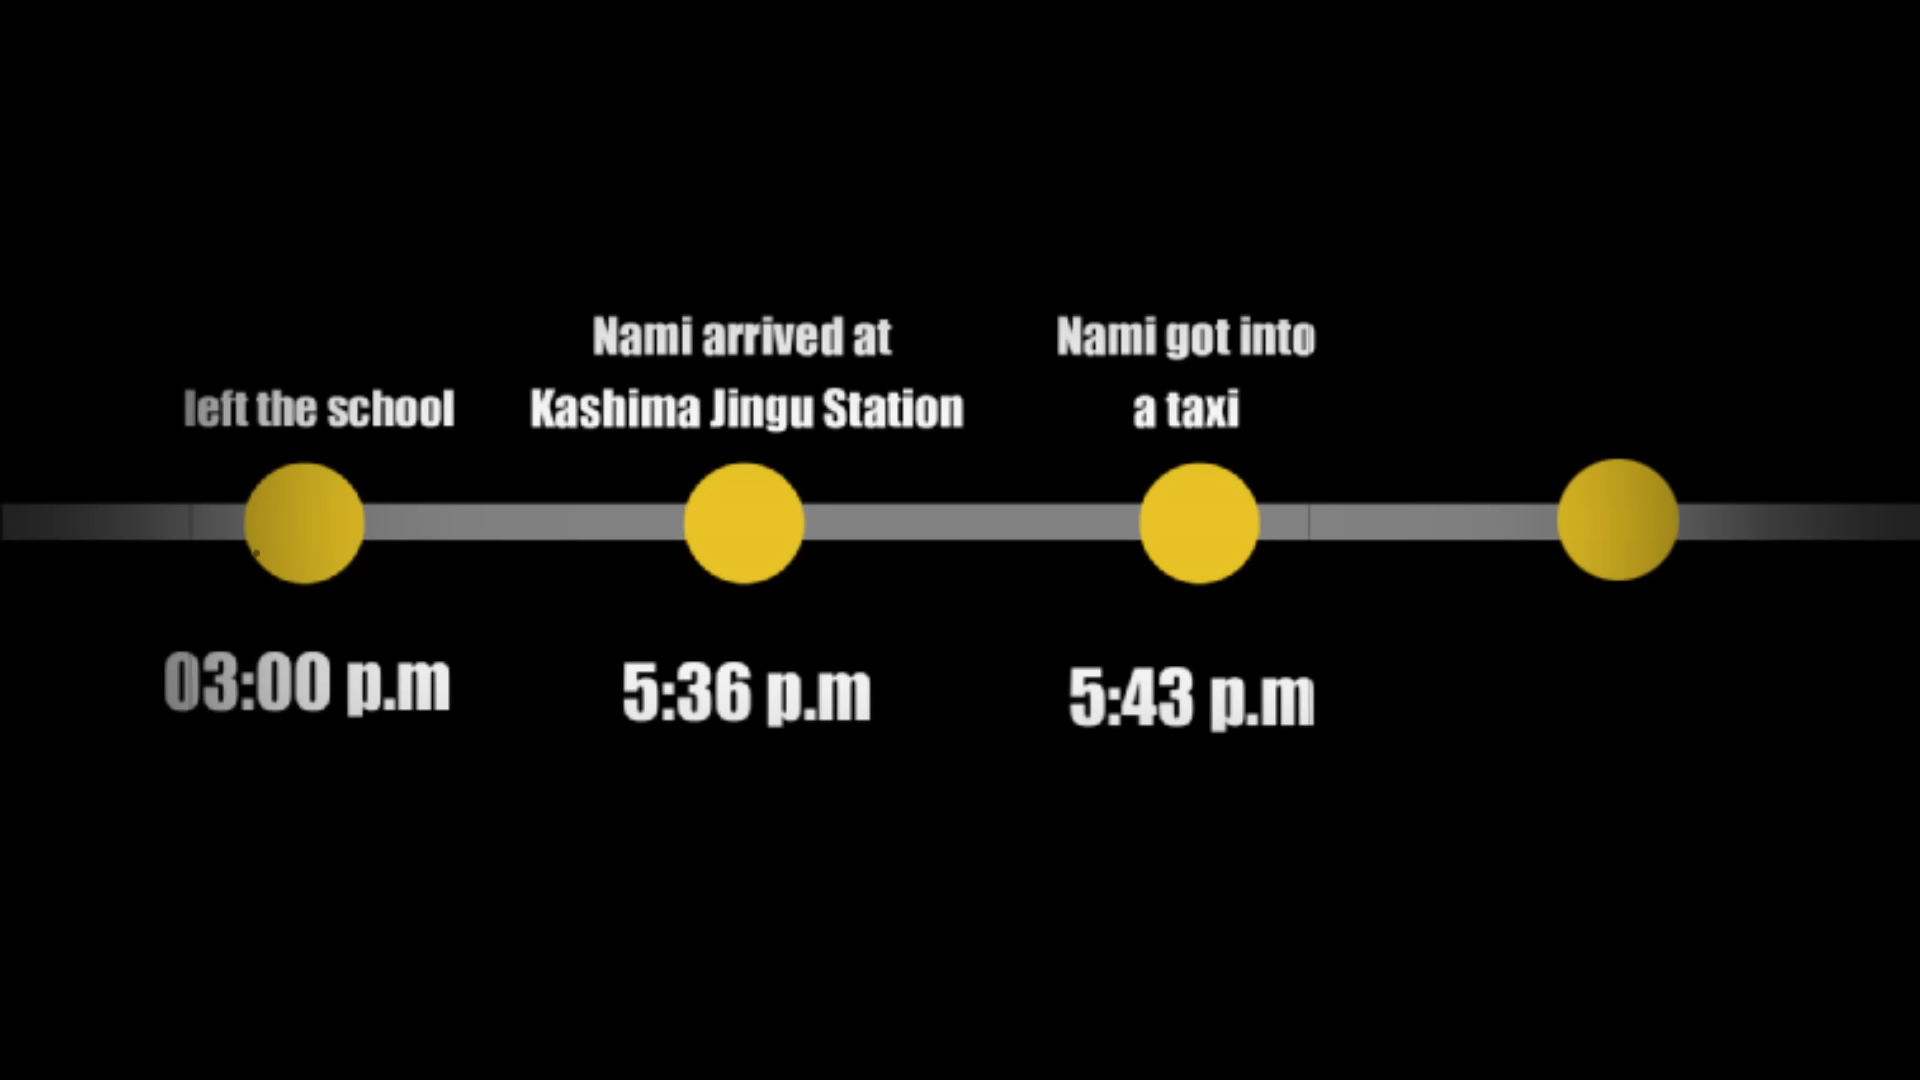 left the school
03:00 p.m
Nami arrived at
Kashima Jingu Station
5:36 p.m
Nami got into
a taxi
5:43 p.m